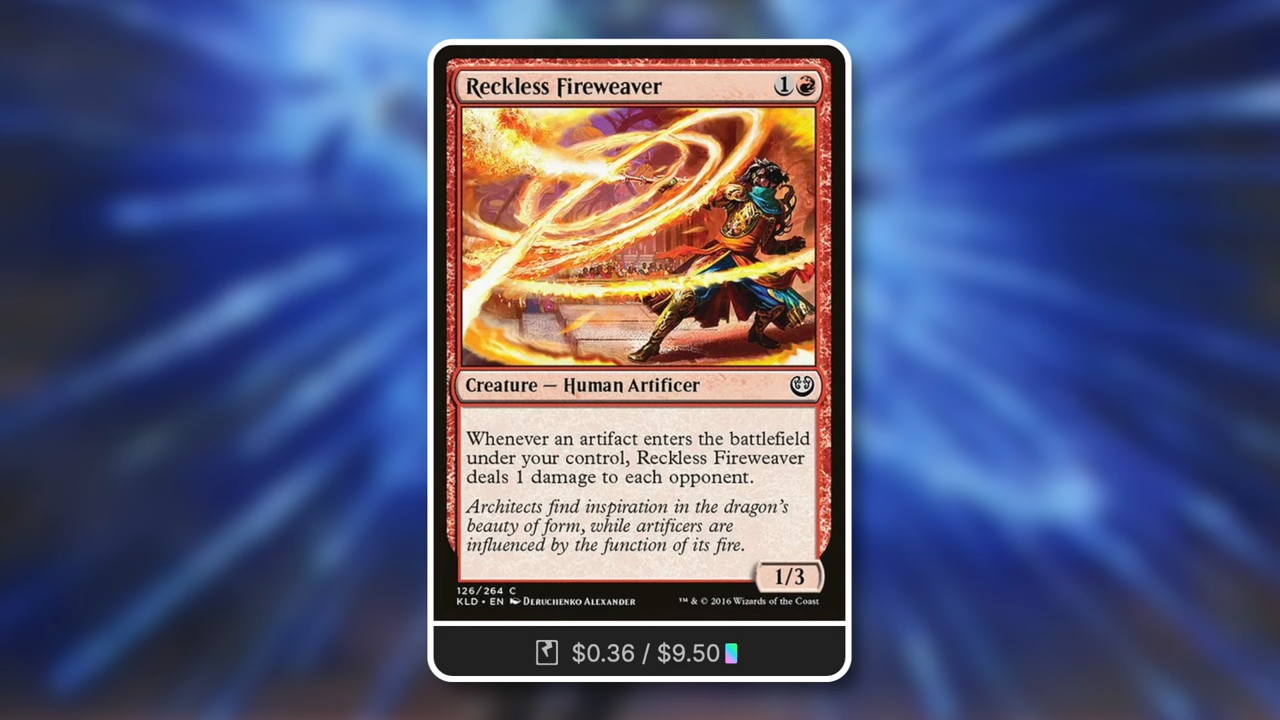 Reckless Fireweaver 1
Creature — Human Artificer
Whenever an artifact enters the battlefield
under your control, Reckless Fireweaver
deals 1 damage to each opponent.
Architects find inspiration in the dragon's
beauty of form, while artificers are
influenced by the function of its fire.
1/3
126/264 C
KLD • EN Deruchenko Alexander
™ & © 2016 Wizards of the Coast
$0.36 / $9.50